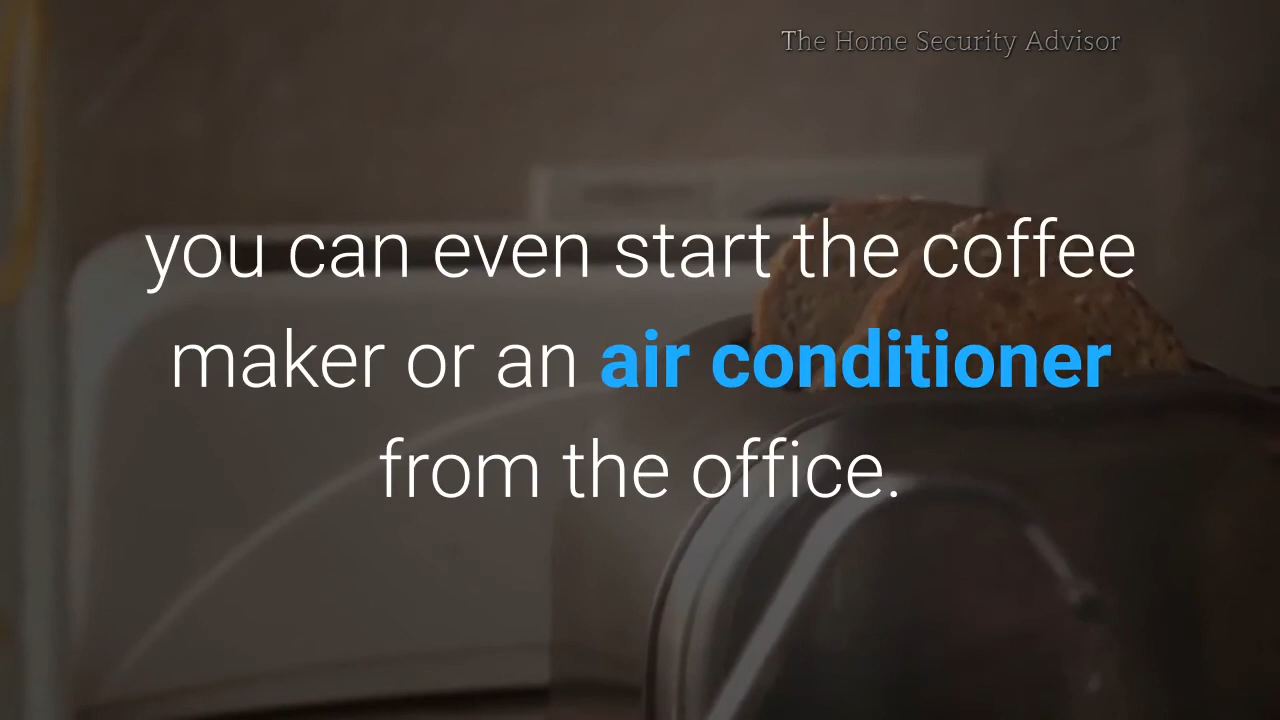 The Home Security Advisor
you can even start the coffee
maker or an air conditioner
from the office.